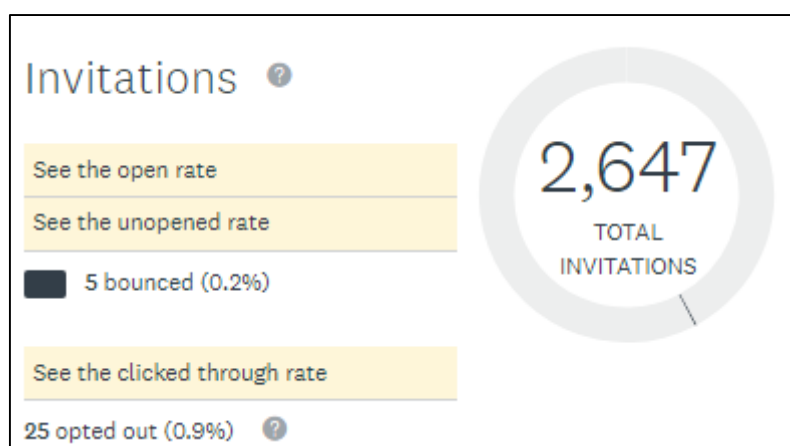 Invitations ?
See the open rate
See the unopened rate
5 bounced (0.2%)
See the clicked through rate
25 opted out (0.9%) ?
2,647
TOTAL
INVITATIONS